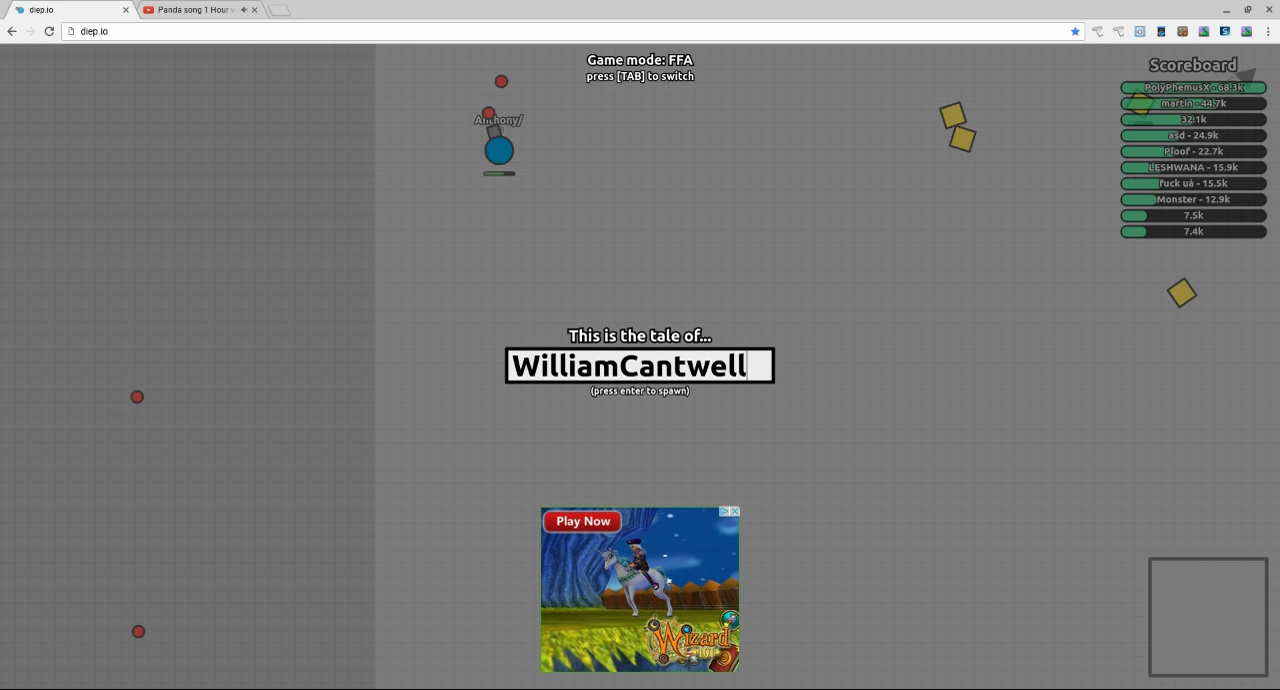 diep.io
Panda song 1 Hour v
diep.io
Game mode: FFA
press [TAB] to switch
Anthony/
Scoreboard
PolyPhemusX - 68.3k
martin - 44.7k
32.1k
asd - 24.9k
Ploof - 22.7k
LESHWANA - 15.9k
fuck uà - 15.5k
Monster - 12.9k
7.5k
7.4k
This is the tale of...
WilliamCantwell
(press enter to spawn)
Play Now
Wizard
101